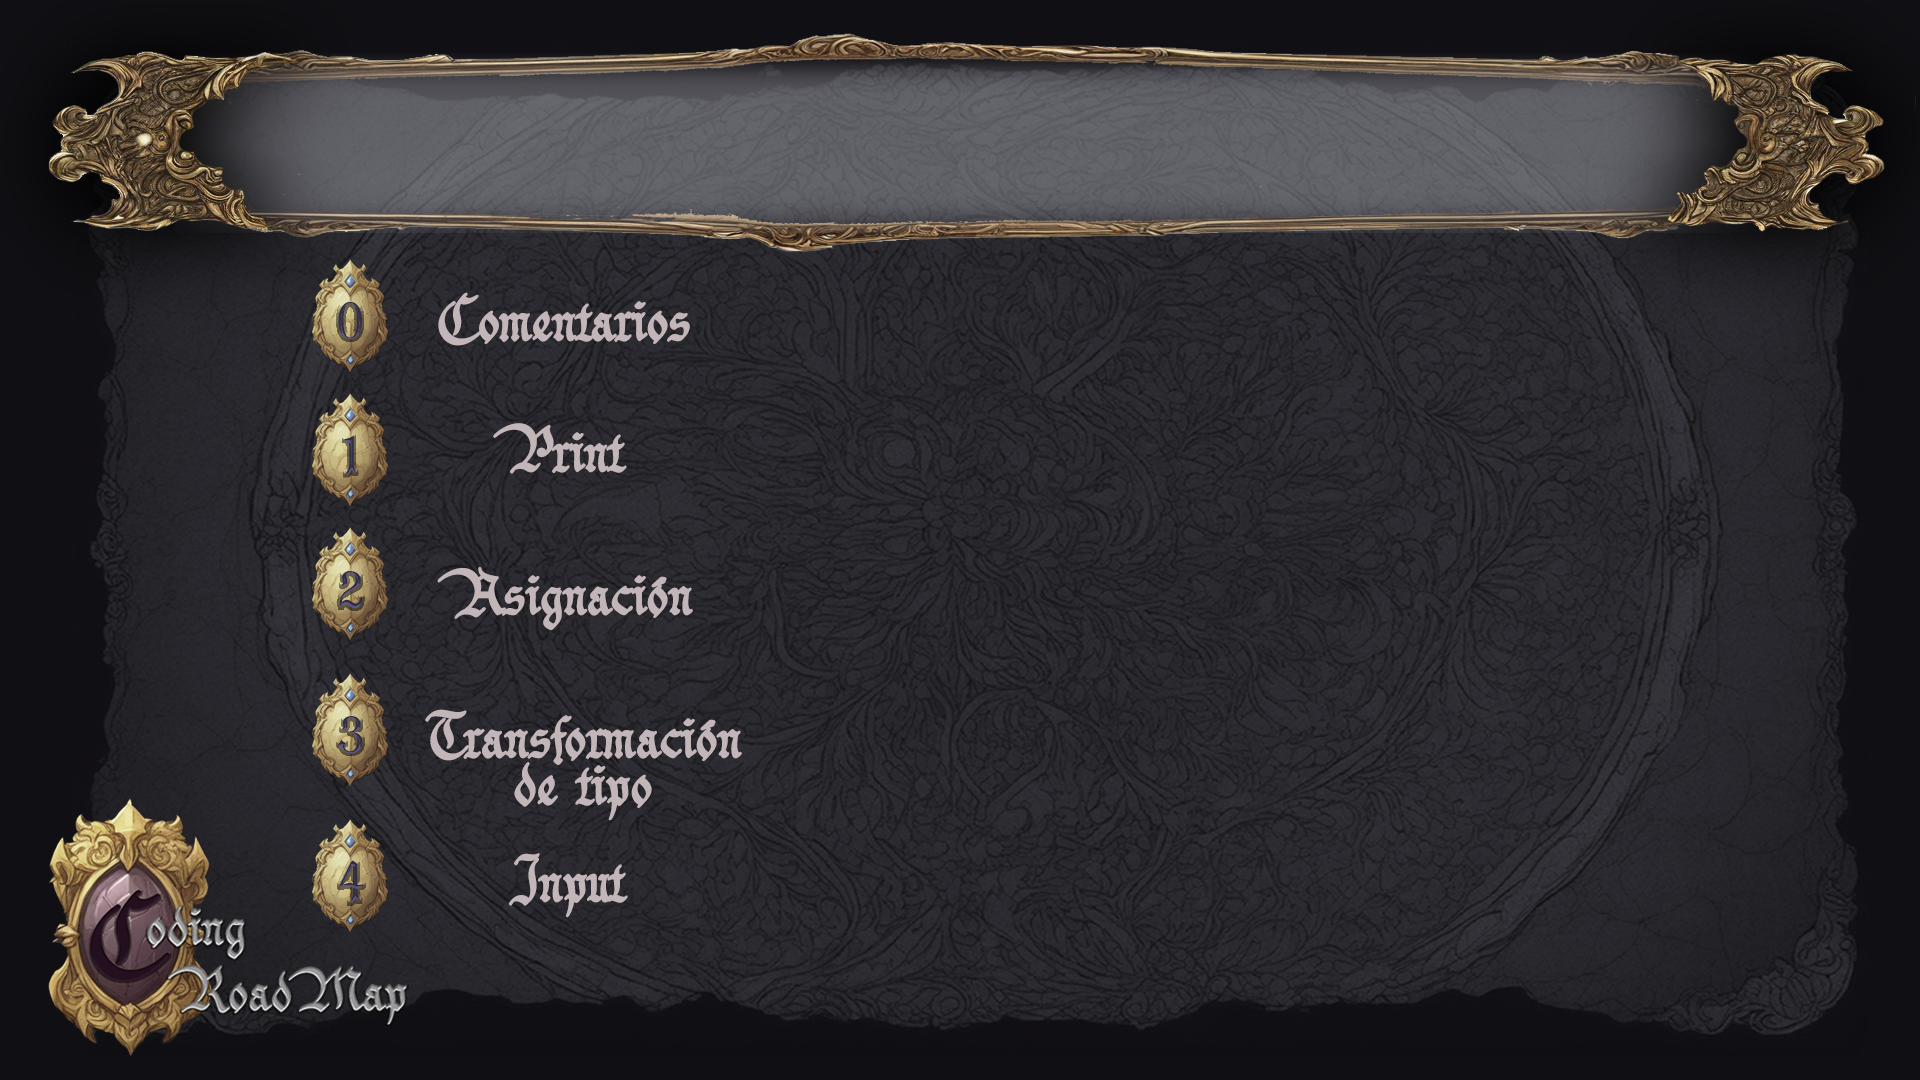 0 Comentarios
1 Print
2 Asignación
3 Transformación
de tipo
4 Input
Coding
RoadMap